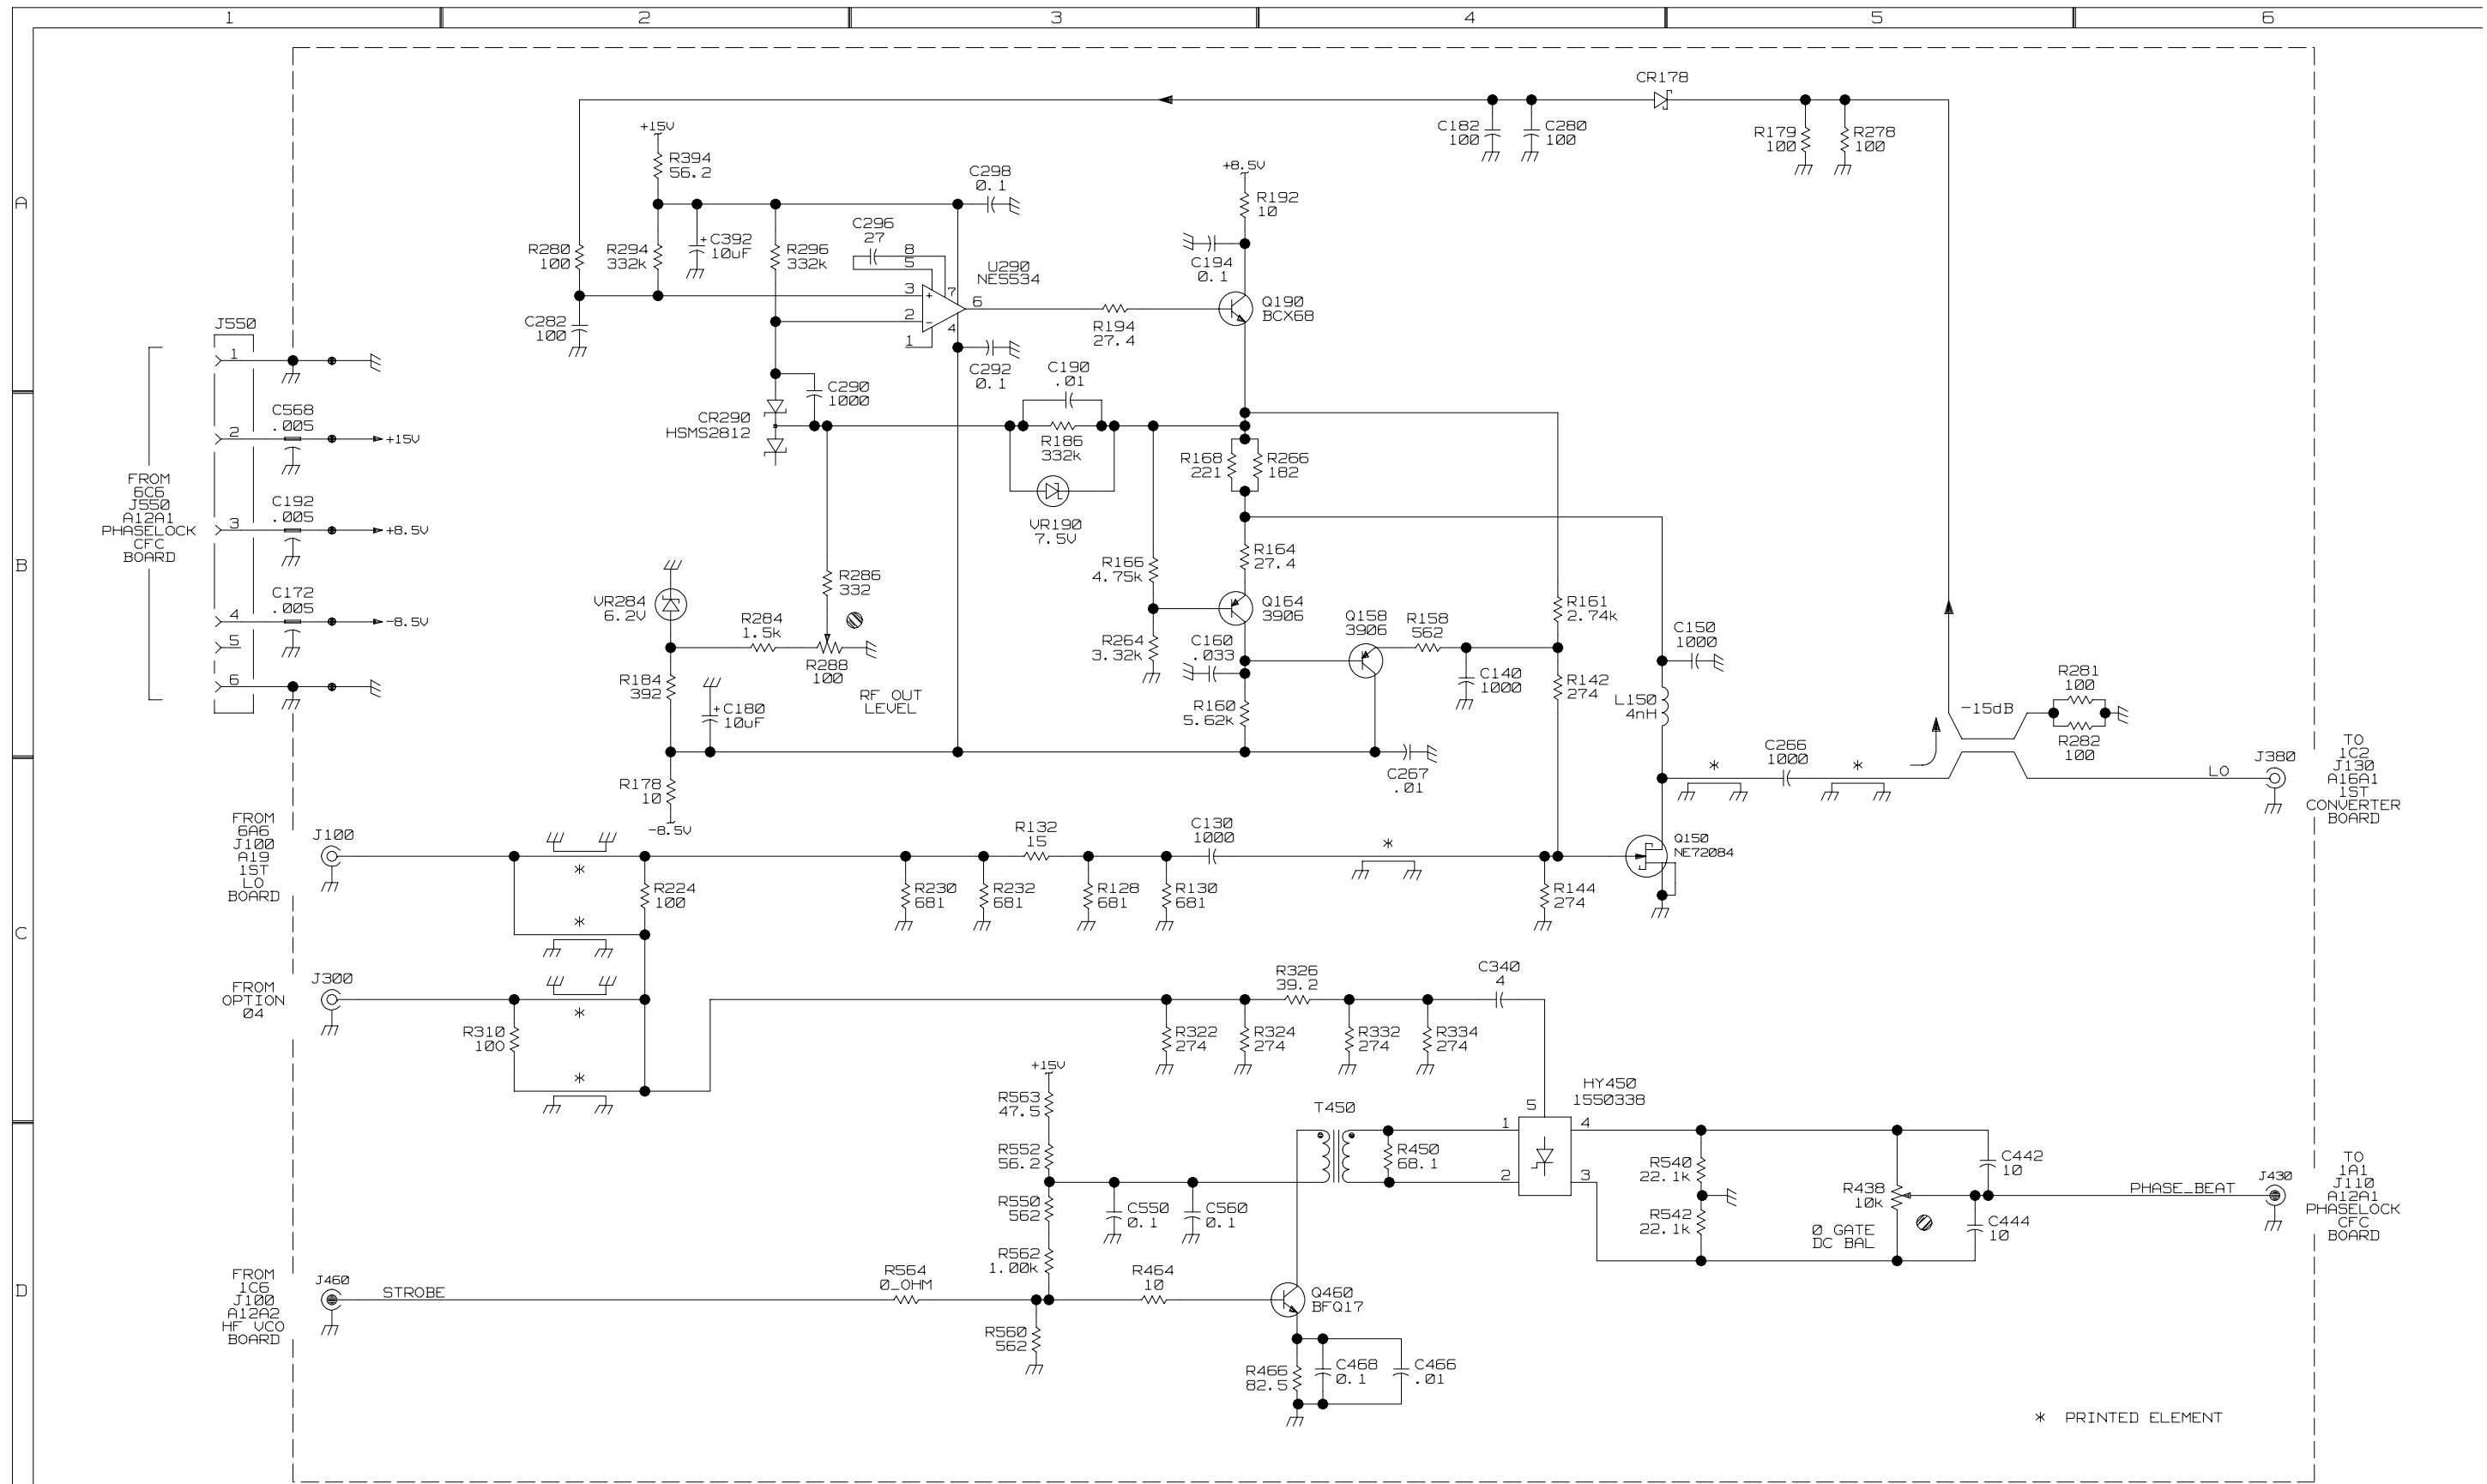 1 2 3 4 5 6
A
B
C
D
CR178
C182
100
C280
100
R179
100
R278
100
+15V
R394
56.2
C298
0.1
+8.5V
R192
10
R280
100
R294
332k
+C392
10uF
R296
332k
C296
27
8
5
U290
NE5534
C194
0.1
3
+
7
6
2
-
4
1
Q190
BCX68
C282
100
R194
27.4
C292
0.1
J550
1
2
3
4
5
6
C568
.005
+15V
C192
.005
+8.5V
C172
.005
-8.5V
FROM
6C6
J550
A12A1
PHASELOCK
CFC
BOARD
C290
1000
CR290
HSMS2812
C190
.01
R186
332k
VR190
7.5V
R168
221
R266
182
R164
27.4
R166
4.75k
R286
332
VR284
6.2V
R284
1.5k
R288
100
RF OUT
LEVEL
R184
392
+C180
10uF
R264
3.32k
Q164
3906
C160
.033
Q158
3906
R158
562
R161
2.74k
C140
1000
R142
274
C150
1000
L150
4nH
R160
5.62k
-15dB
R281
100
R282
100
C267
.01
C266
1000
*
*
LO
J380
TO
1C2
J130
A16A1
1ST
CONVERTER
BOARD
R178
10
-8.5V
FROM
6A6
J100
A19
1ST
LO
BOARD
J100
*
*
R224
100
R132
15
C130
1000
*
Q150
NE72084
R230
681
R232
681
R128
681
R130
681
R144
274
FROM
OPTION
04
J300
*
*
R310
100
R326
39.2
C340
4
R322
274
R324
274
R332
274
R334
274
+15V
R563
47.5
R552
56.2
R550
562
R562
1.00k
T450
HY450
1550338
5
1
4
2
3
R450
68.1
C550
0.1
C560
0.1
R540
22.1k
R542
22.1k
R438
10k
0 GATE
DC BAL
C442
10
C444
10
PHASE_BEAT
J430
TO
1A1
J110
A12A1
PHASELOCK
CFC
BOARD
FROM
1C6
J100
A12A2
HF VCO
BOARD
J460
STROBE
R564
0_OHM
R464
10
Q460
BFQ17
R560
562
R466
82.5
C468
0.1
C466
.01
* PRINTED ELEMENT